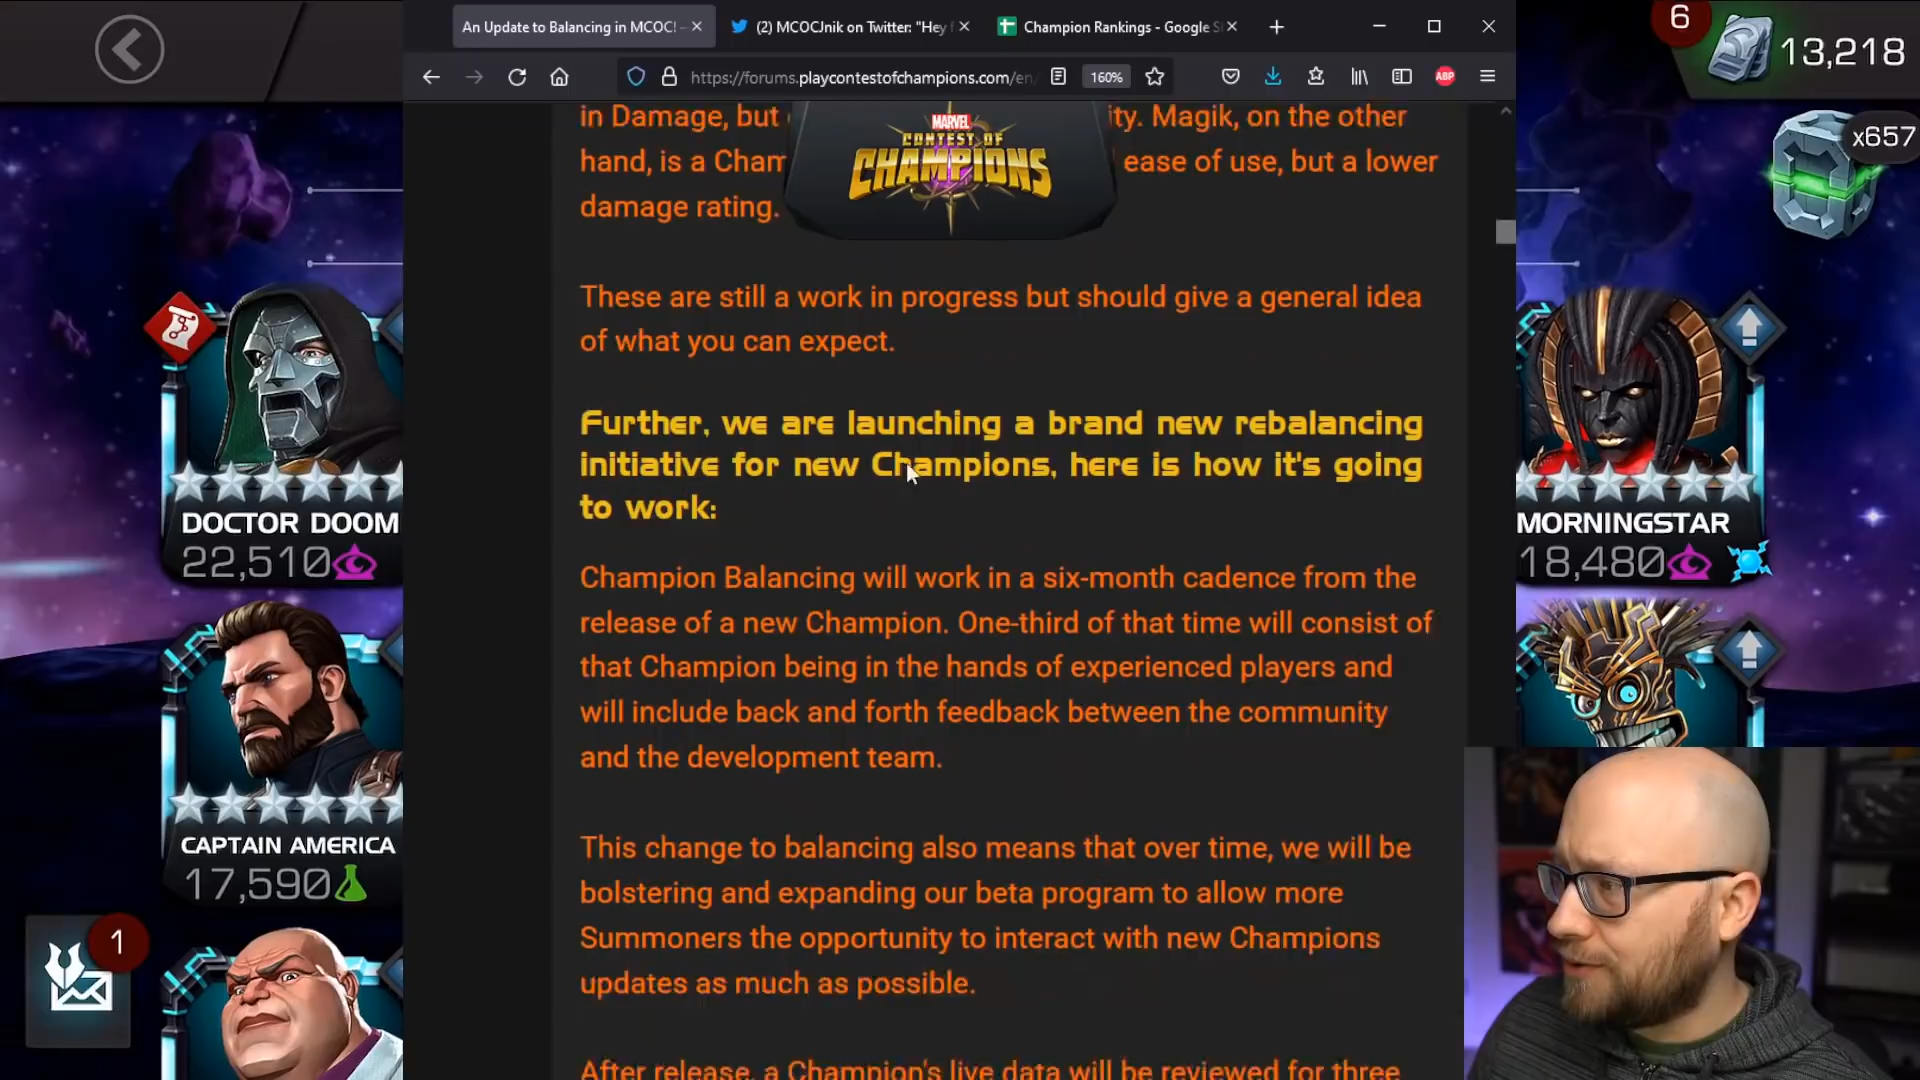 An Update to Balancing in MCOC! -
(2) MCOCJnik on Twitter: "Hey
Champion Rankings - Google S
https://forums.playcontestofchampions.com/en/
160%
ABP
6
13,218
x657
in Damage, but
ity. Magik, on the other
hand, is a Cham
ease of use, but a lower
damage rating.
MARVEL
CONTEST OF
CHAMPIONS
These are still a work in progress but should give a general idea
of what you can expect.
Further, we are launching a brand new rebalancing
initiative for new Champions, here is how it's going
to work:
Champion Balancing will work in a six-month cadence from the
release of a new Champion. One-third of that time will consist of
that Champion being in the hands of experienced players and
will include back and forth feedback between the community
and the development team.
This change to balancing also means that over time, we will be
bolstering and expanding our beta program to allow more
Summoners the opportunity to interact with new Champions
updates as much as possible.
After release, a Champion's live data will be reviewed for three
DOCTOR DOOM
22,510
CAPTAIN AMERICA
17,590
1
MORNINGSTAR
18,480